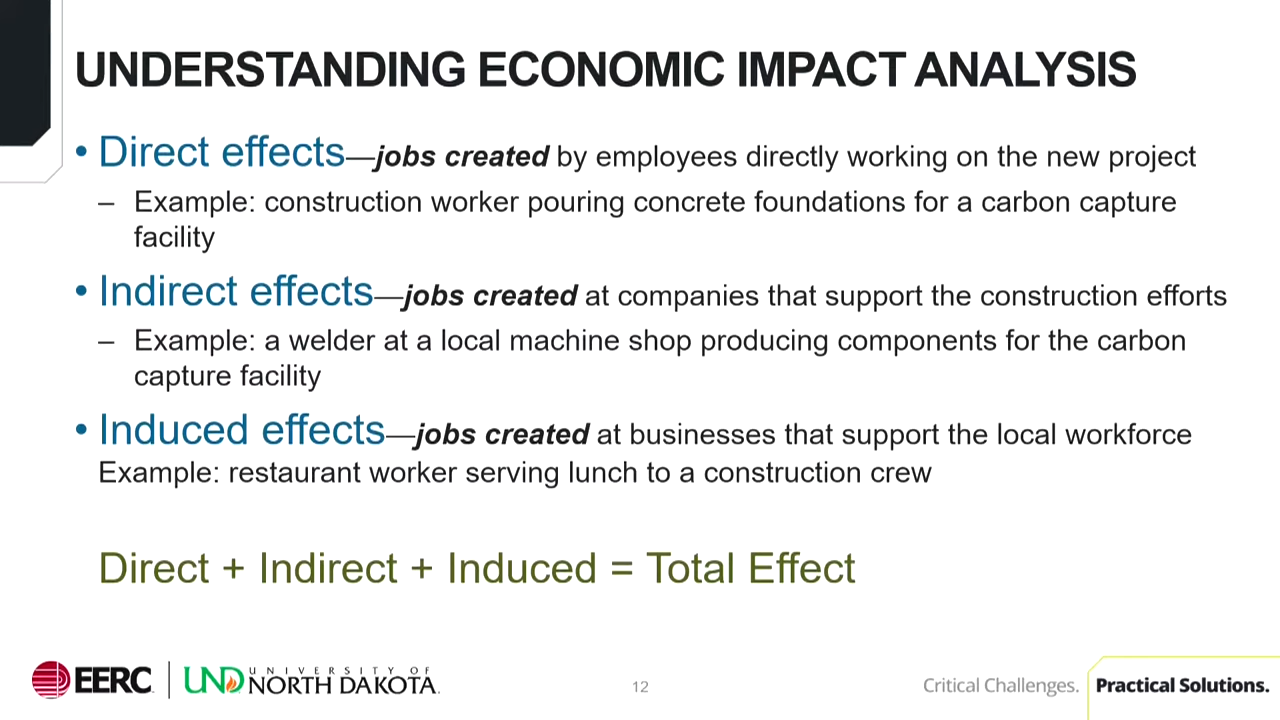 UNDERSTANDING ECONOMIC IMPACT ANALYSIS
• Direct effects—jobs created by employees directly working on the new project
– Example: construction worker pouring concrete foundations for a carbon capture
facility
• Indirect effects—jobs created at companies that support the construction efforts
– Example: a welder at a local machine shop producing components for the carbon
capture facility
• Induced effects—jobs created at businesses that support the local workforce
Example: restaurant worker serving lunch to a construction crew
Direct + Indirect + Induced = Total Effect
EERC
UND
UNIVERSITY OF
NORTH DAKOTA
12
Critical Challenges. Practical Solutions.